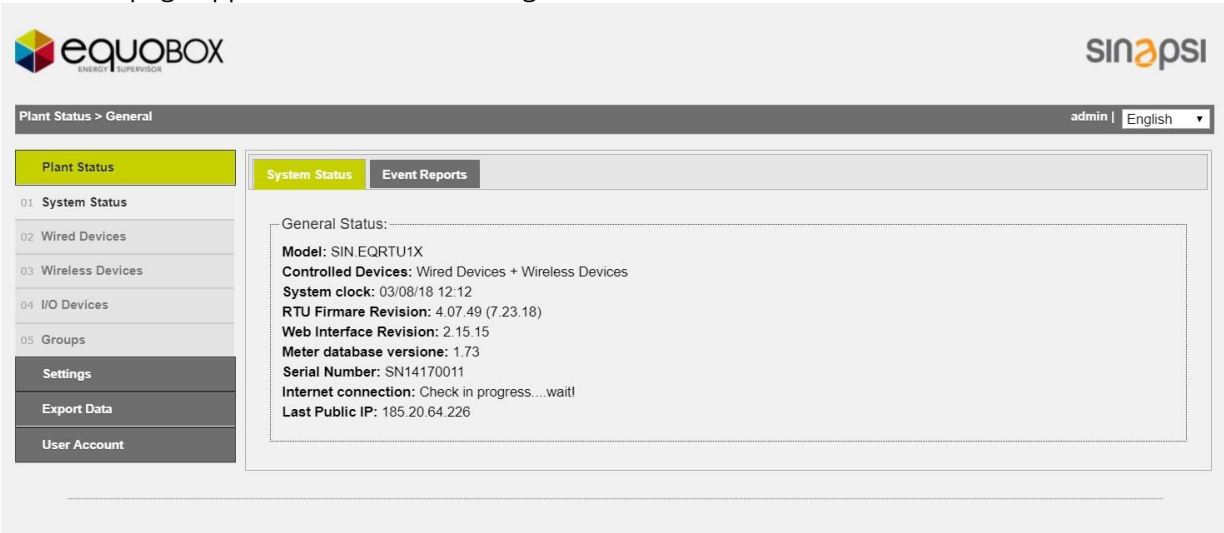 equobox
ENERGY SUPERVISOR
sinapsi
Plant Status > General
admin | English
Plant Status
01 System Status
02 Wired Devices
03 Wireless Devices
04 I/O Devices
05 Groups
Settings
Export Data
User Account
System Status Event Reports
General Status:
Model: SIN.EQRTU1X
Controlled Devices: Wired Devices + Wireless Devices
System clock: 03/08/18 12:12
RTU Firmare Revision: 4.07.49 (7.23.18)
Web Interface Revision: 2.15.15
Meter database versione: 1.73
Serial Number: SN14170011
Internet connection: Check in progress....wait!
Last Public IP: 185.20.64.226